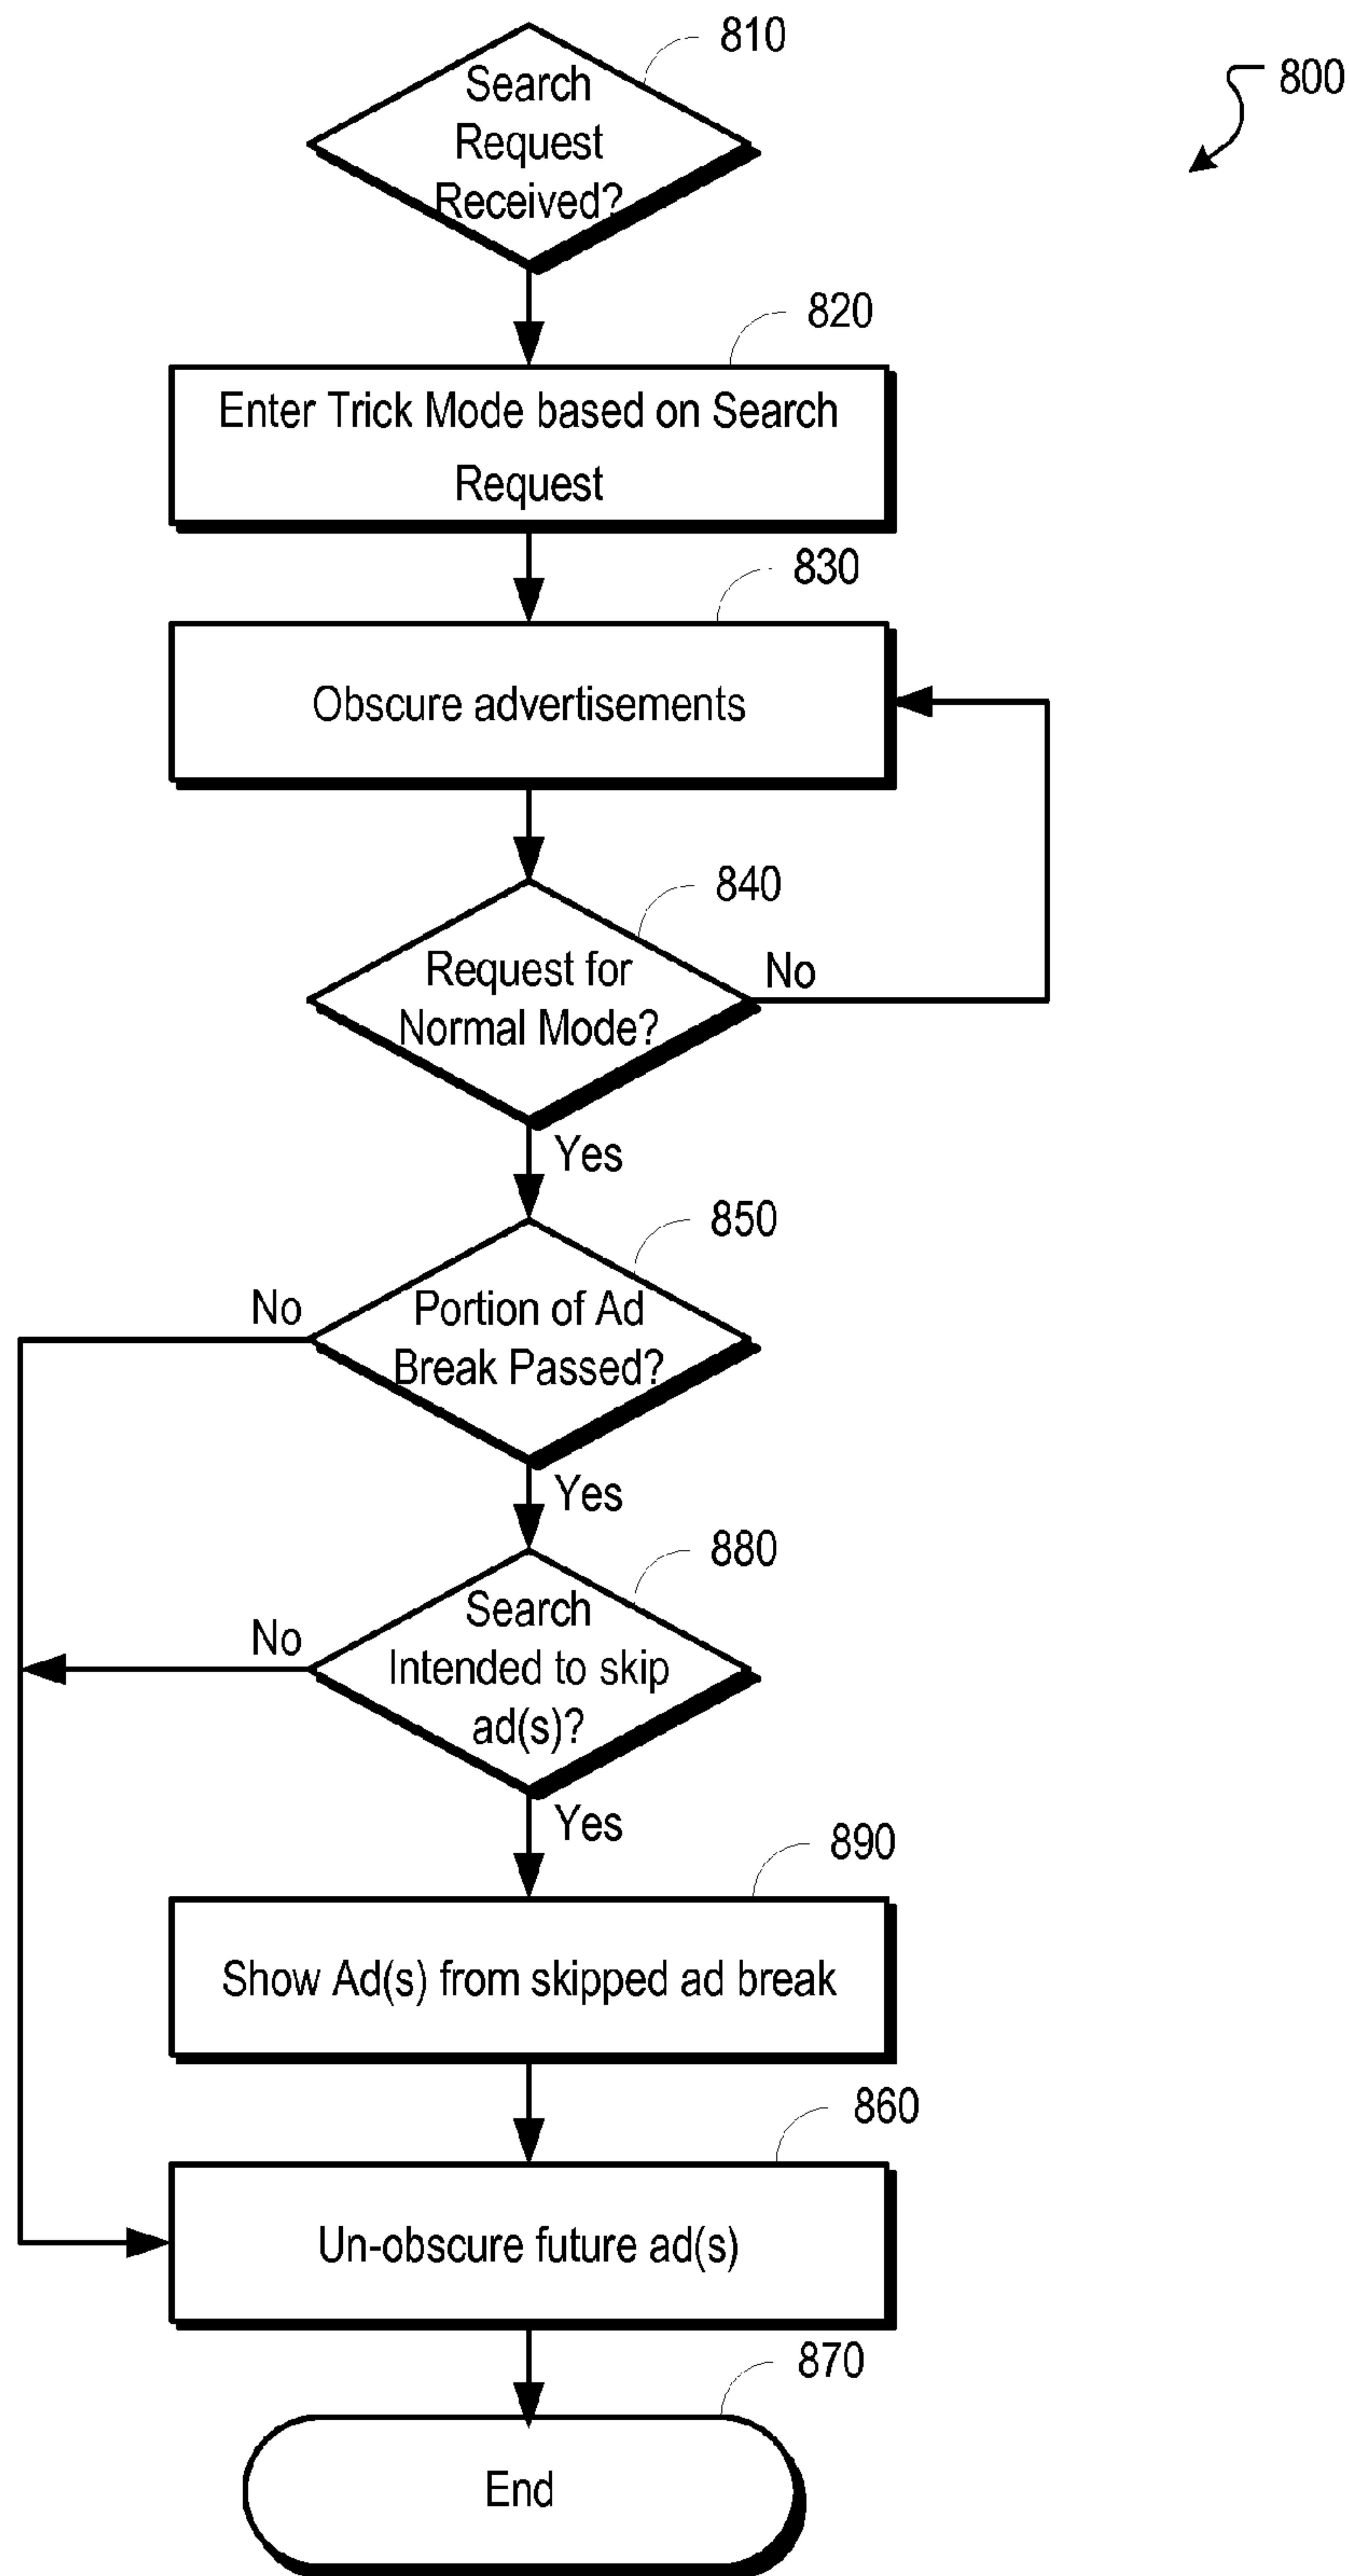 810
800
Search
Request
Received?
820
Enter Trick Mode based on Search
Request
830
Obscure advertisements
840
Request for
Normal Mode?
No
Yes
850
No
Portion of Ad
Break Passed?
Yes
880
No
Search
Intended to skip
ad(s)?
Yes
890
Show Ad(s) from skipped ad break
860
Un-obscure future ad(s)
870
End